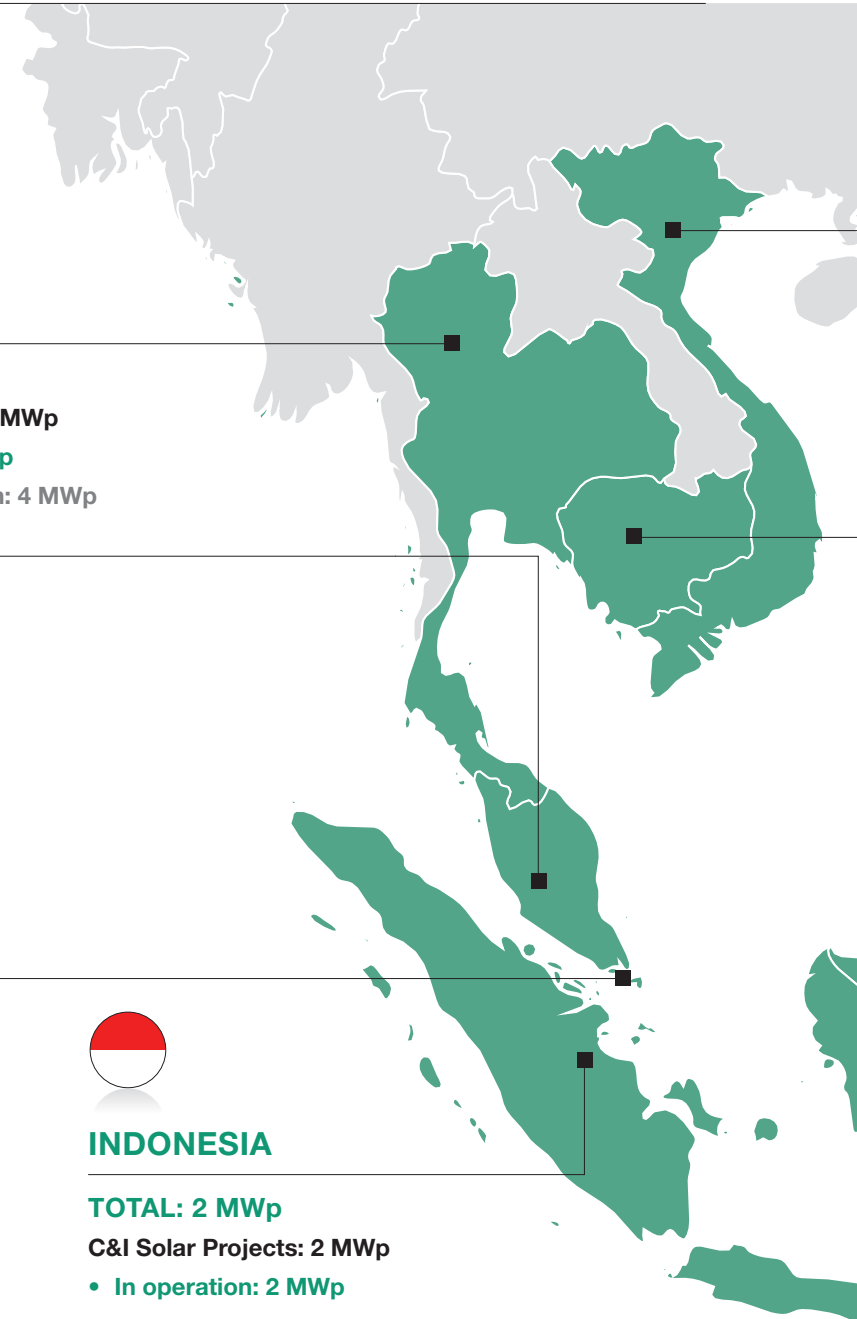 MWp
p
: 4 MWp
INDONESIA
TOTAL: 2 MWp
C&I Solar Projects: 2 MWp
• In operation: 2 MWp